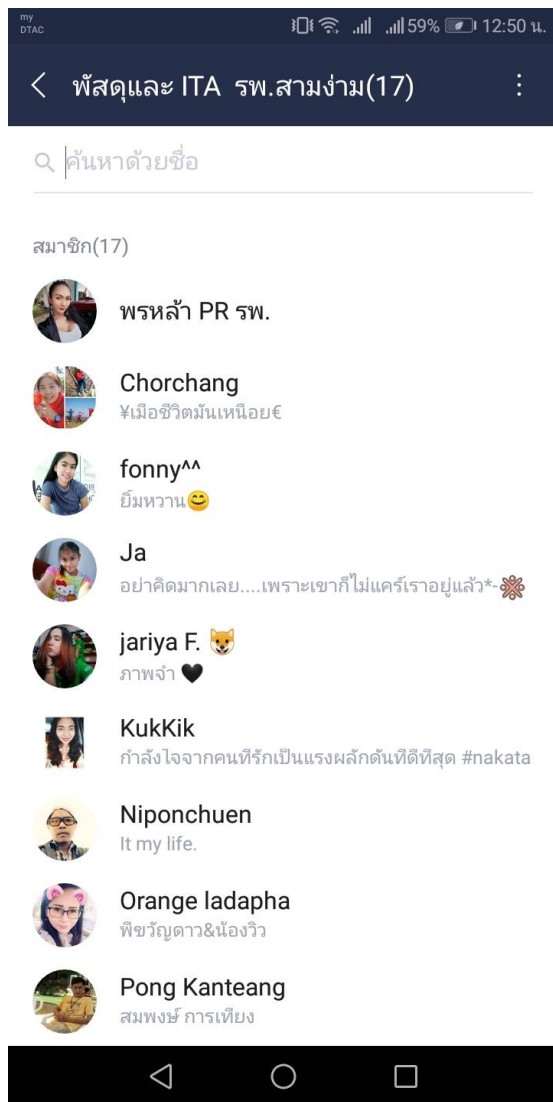 my
DTAC
59% 12:50 น.
พัสดุและ ITA รพ.สามง่าม(17)
ค้นหาด้วยชื่อ
สมาชิก(17)
พรหล้า PR รพ.
Chorchang
¥เมื่อชีวิตมันเหนื่อย€
fonny^^
ยิ้มหวาน😊
Ja
อย่าคิดมากเลย....เพราะเขาก็ไม่แคร์เราอยู่แล้ว*-
jariya F. 🐶
ภาพจำ 🖤
KukKik
กำลังใจจากคนที่รักเป็นแรงผลักดันที่ดีที่สุด #nakata
Niponchuen
It my life.
Orange ladapha
พี่ขวัญดาว&น้องวิว
Pong Kanteang
สมพงษ์ การเที่ยง